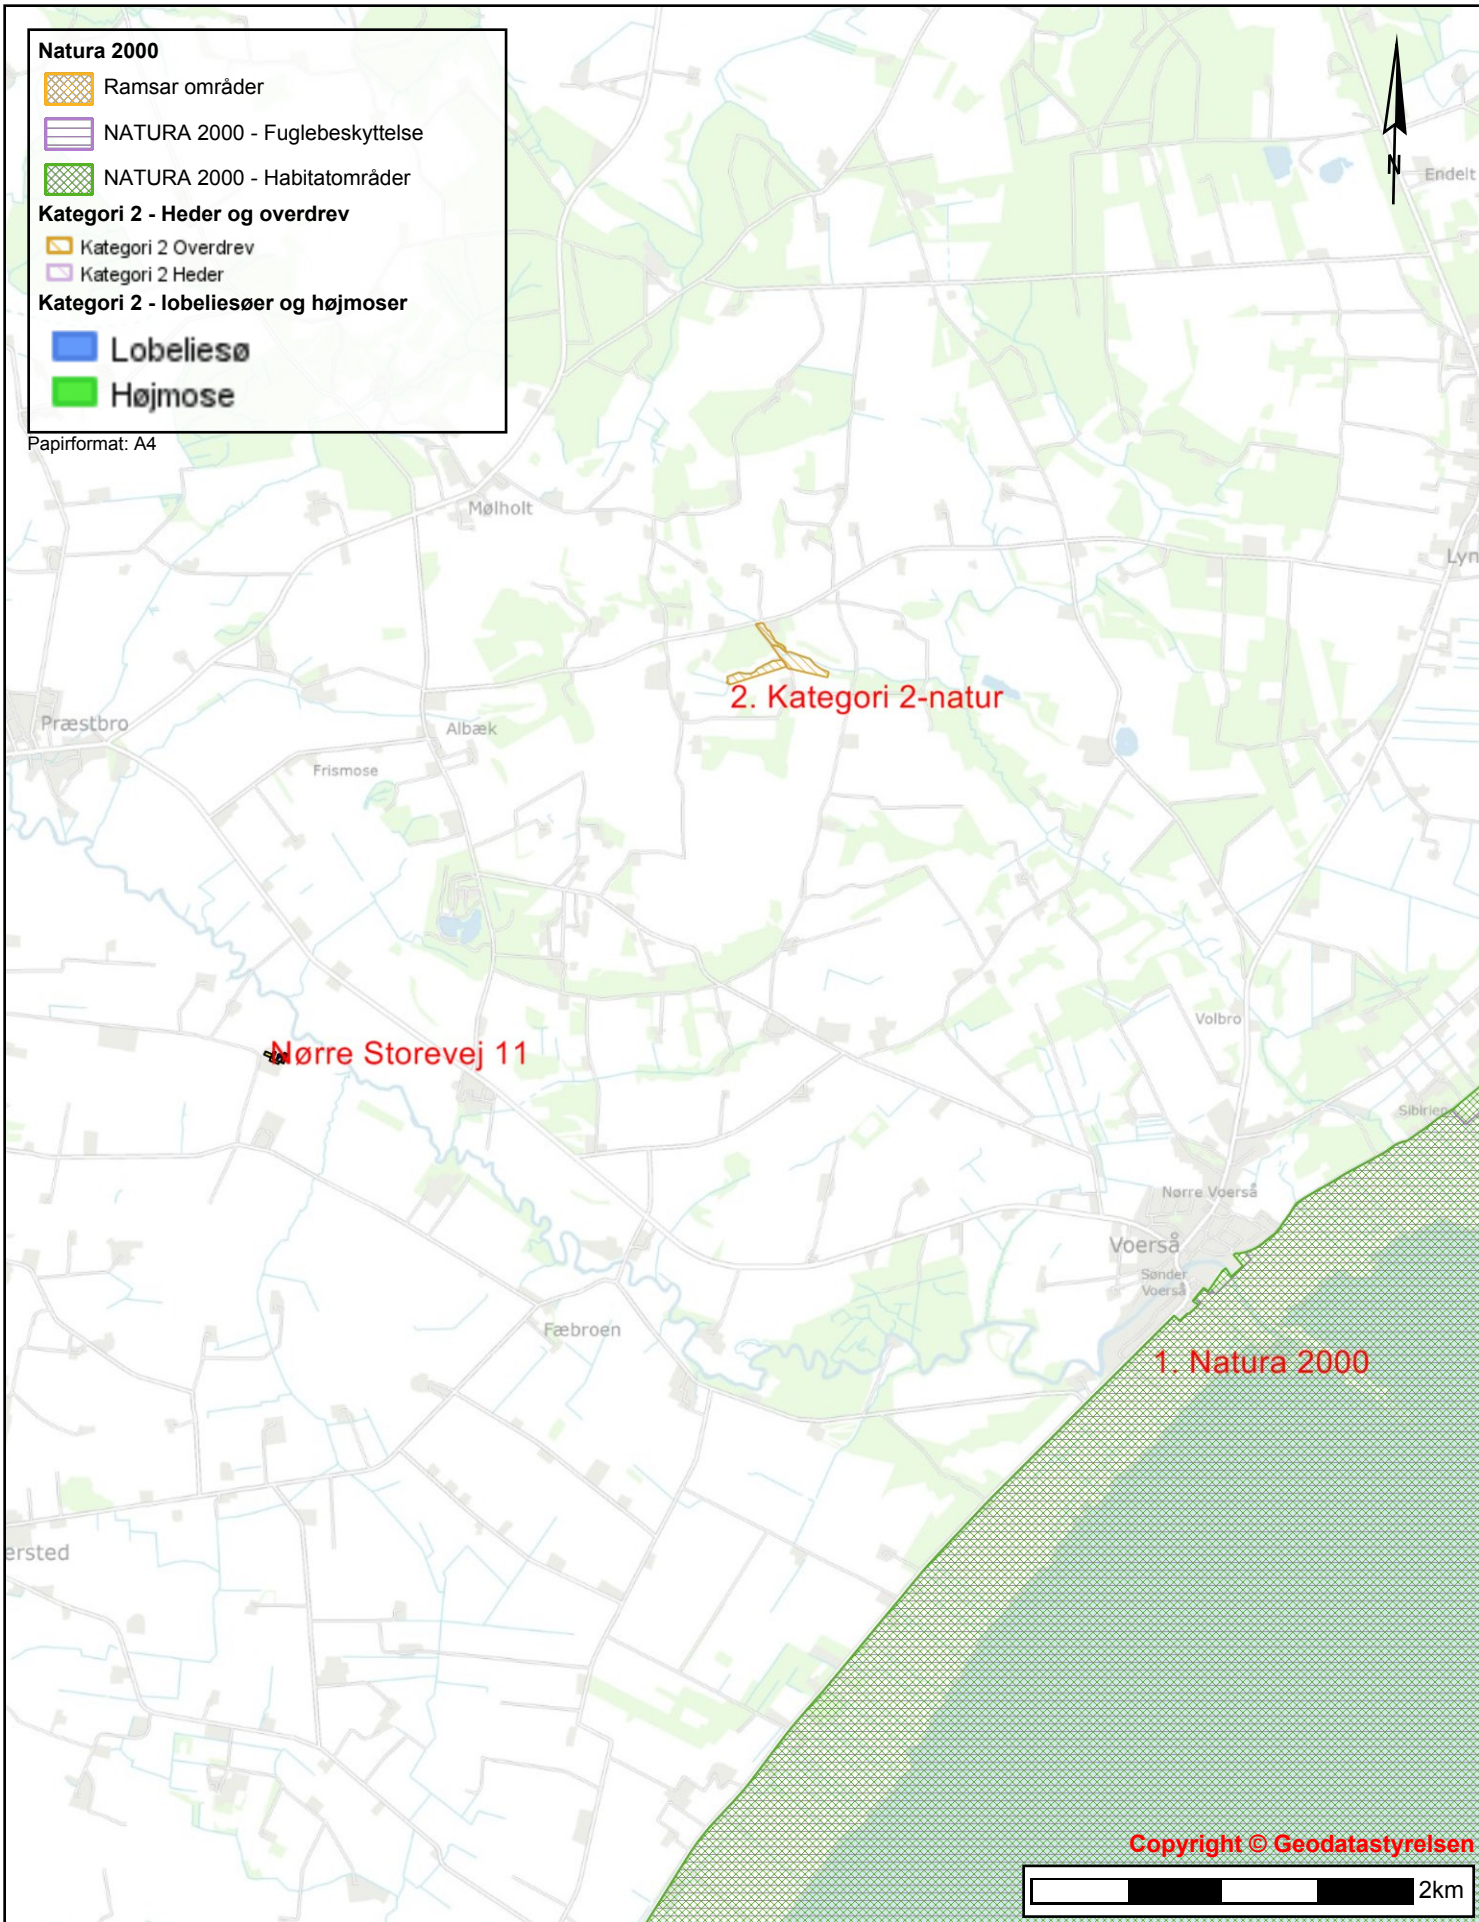 Natura 2000
Ramsar områder
NATURA 2000 - Fuglebeskyttelse
NATURA 2000 - Habitatområder
Kategori 2 - Heder og overdrev
Kategori 2 Overdrev
Kategori 2 Heder
Kategori 2 - lobeliesøer og højmoser
Lobeliesø
Højmose
Papirformat: A4
N
Endelt
Mølholt
Lyn
2. Kategori 2-natur
Præstbro
Albæk
Frismose
Volbro
Nørre Storevej 11
Sibirien
Nørre Voerså
Voerså
Sønder
Voerså
Fæbroen
1. Natura 2000
ersted
Copyright © Geodatastyrelsen
2km